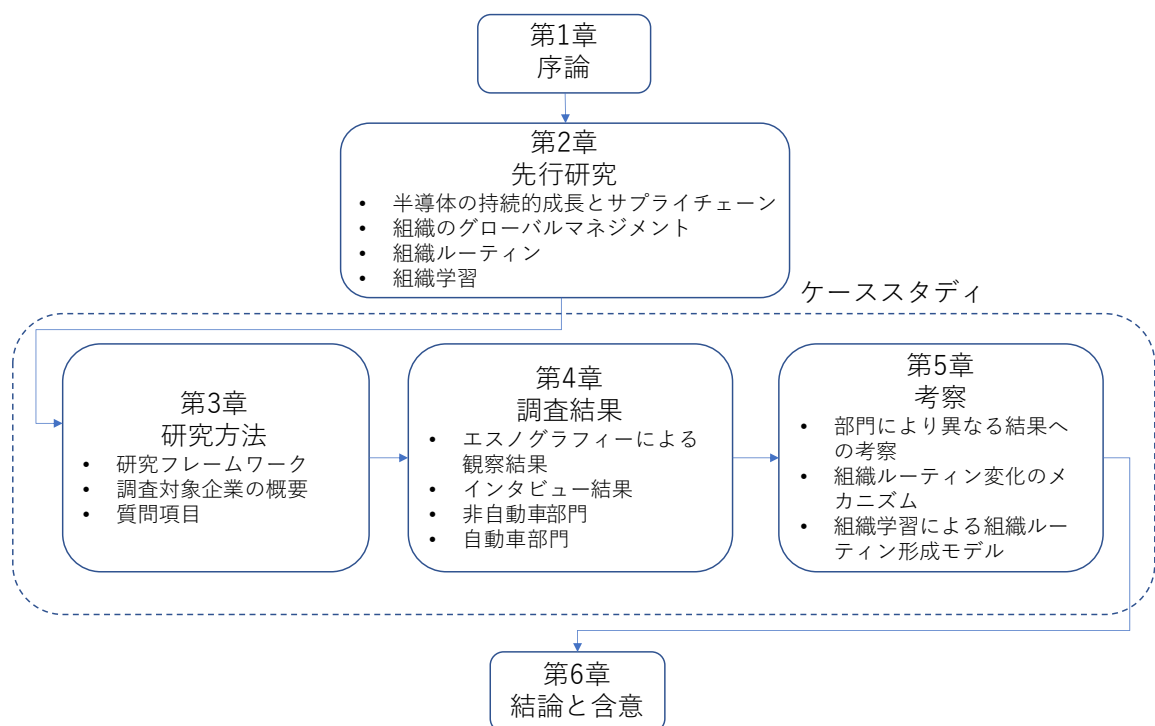 第1章
序論
第2章
先行研究
• 半導体の持続的成長とサプライチェーン
• 組織のグローバルマネジメント
• 組織ルーティン
• 組織学習
ケーススタディ
第3章
研究方法
• 研究フレームワーク
• 調査対象企業の概要
• 質問項目
第4章
調査結果
• エスノグラフィーによる
観察結果
• インタビュー結果
• 非自動車部門
• 自動車部門
第5章
考察
• 部門により異なる結果へ
の考察
• 組織ルーティン変化のメ
カニズム
• 組織学習による組織ルー
ティン形成モデル
第6章
結論と含意